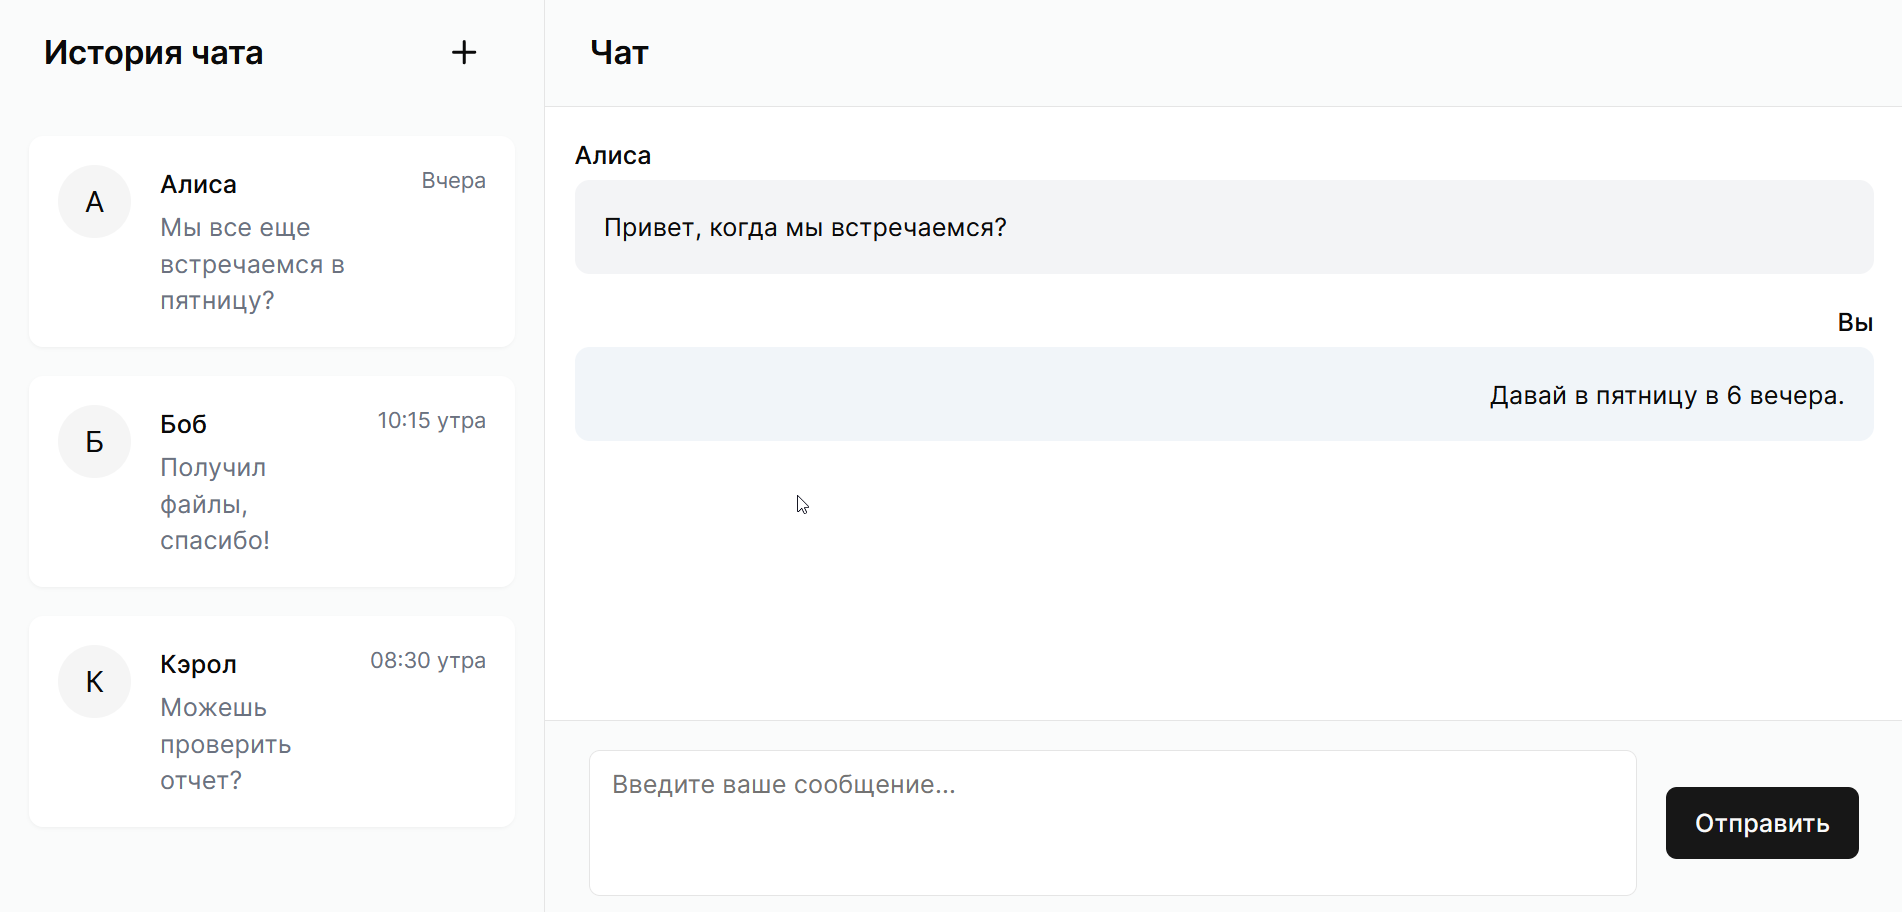 История чата
+
А
Алиса
Вчера
Мы все еще
встречаемся в
пятницу?
Б
Боб
10:15 утра
Получил
файлы,
спасибо!
К
Кэрол
08:30 утра
Можешь
проверить
отчет?
Чат
Алиса
Привет, когда мы встречаемся?
Вы
Давай в пятницу в 6 вечера.
Введите ваше сообщение...
Отправить